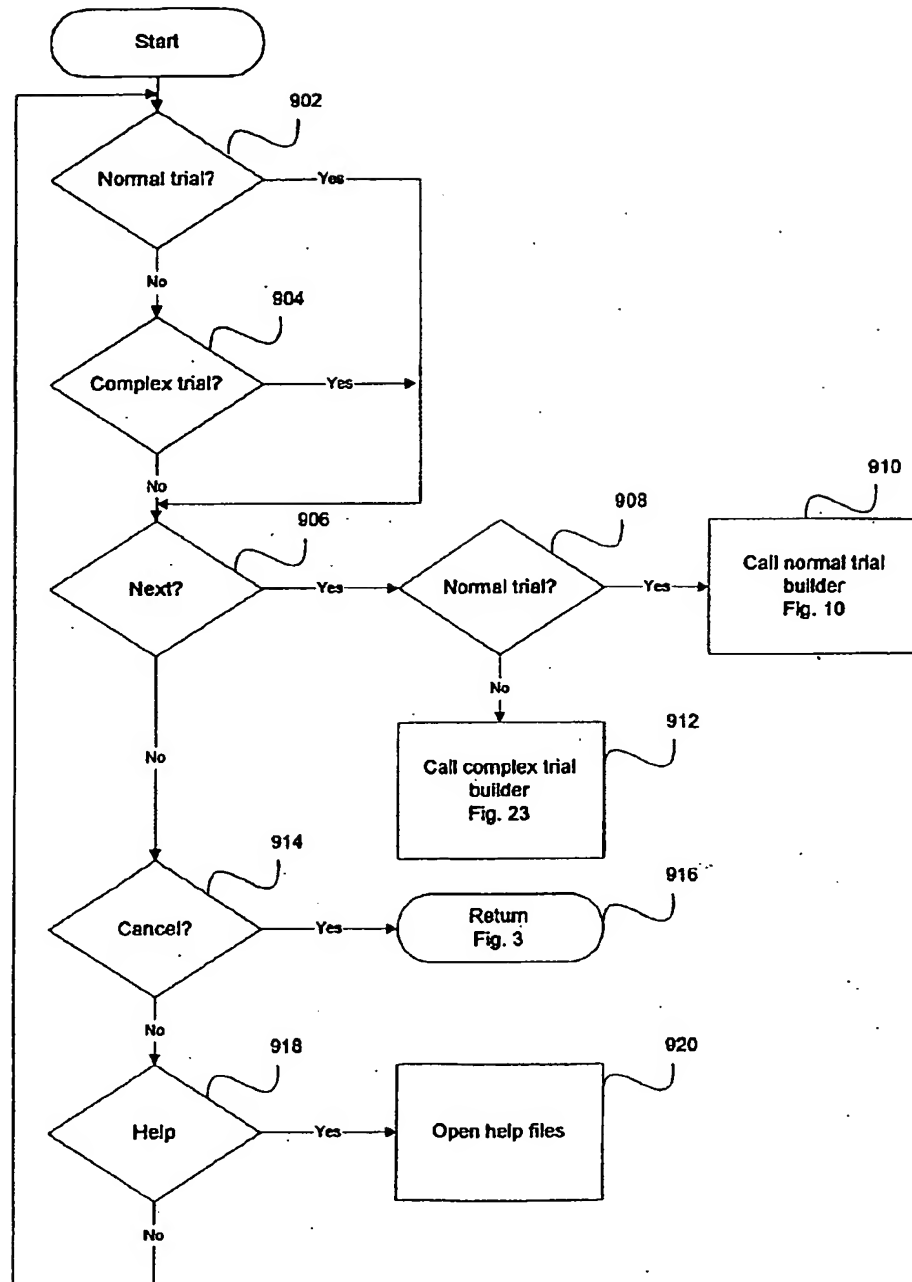 Start
902
Normal trial?
Yes
No
904
Complex trial?
Yes
No
906
Next?
Yes
908
Normal trial?
Yes
910
Call normal trial
builder
Fig. 10
No
912
Call complex trial
builder
Fig. 23
No
914
Cancel?
Yes
916
Return
Fig. 3
No
918
Help
Yes
920
Open help files
No